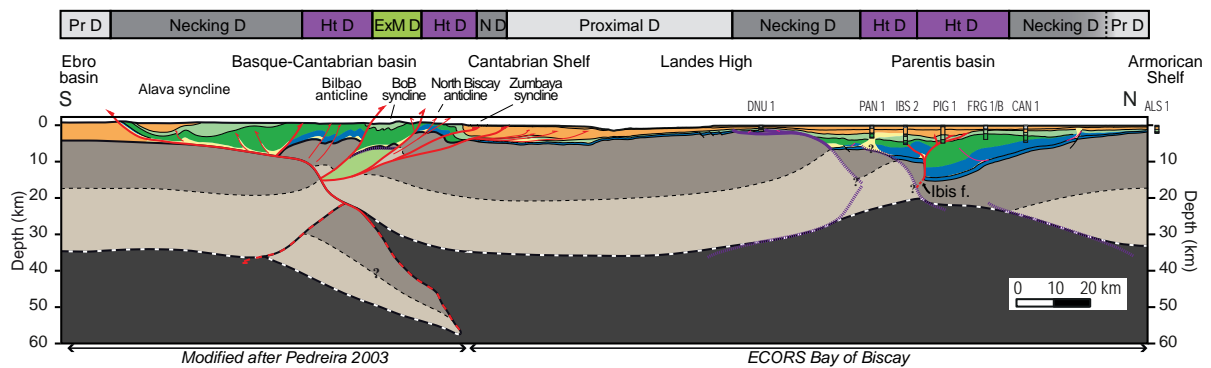 Pr D Necking D Ht D ExM D Ht D N D Proximal D Necking D Ht D Ht D Necking D Pr D
Ebro basin
Basque-Cantabrian basin
Cantabrian Shelf
Landes High
Parentis basin
Armorican Shelf
S
Alava syncline
Bilbao anticline
BoB syncline
North Biscay anticline
Zumbaya syncline
N
DNU 1 PAN 1 IBS 2 PIG 1 FRG 1/B CAN 1 ALS 1
0
10
20
30
40
50
60
Depth (km)
?
?
?
?
Ibis f.
0 10 20 km
0
10
20
30
40
50
60
Depth (km)
Modified after Pedreira 2003
ECORS Bay of Biscay